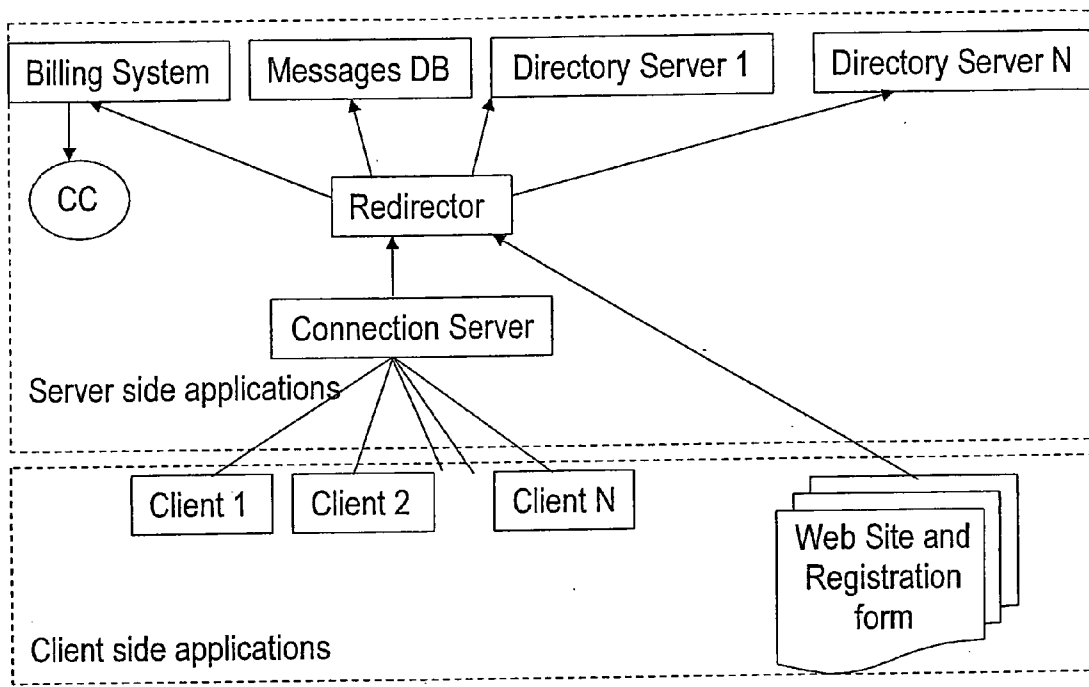 Billing System
Messages DB
Directory Server 1
Directory Server N
CC
Redirector
Connection Server
Server side applications
Client 1
Client 2
Client N
Web Site and
Registration
form
Client side applications